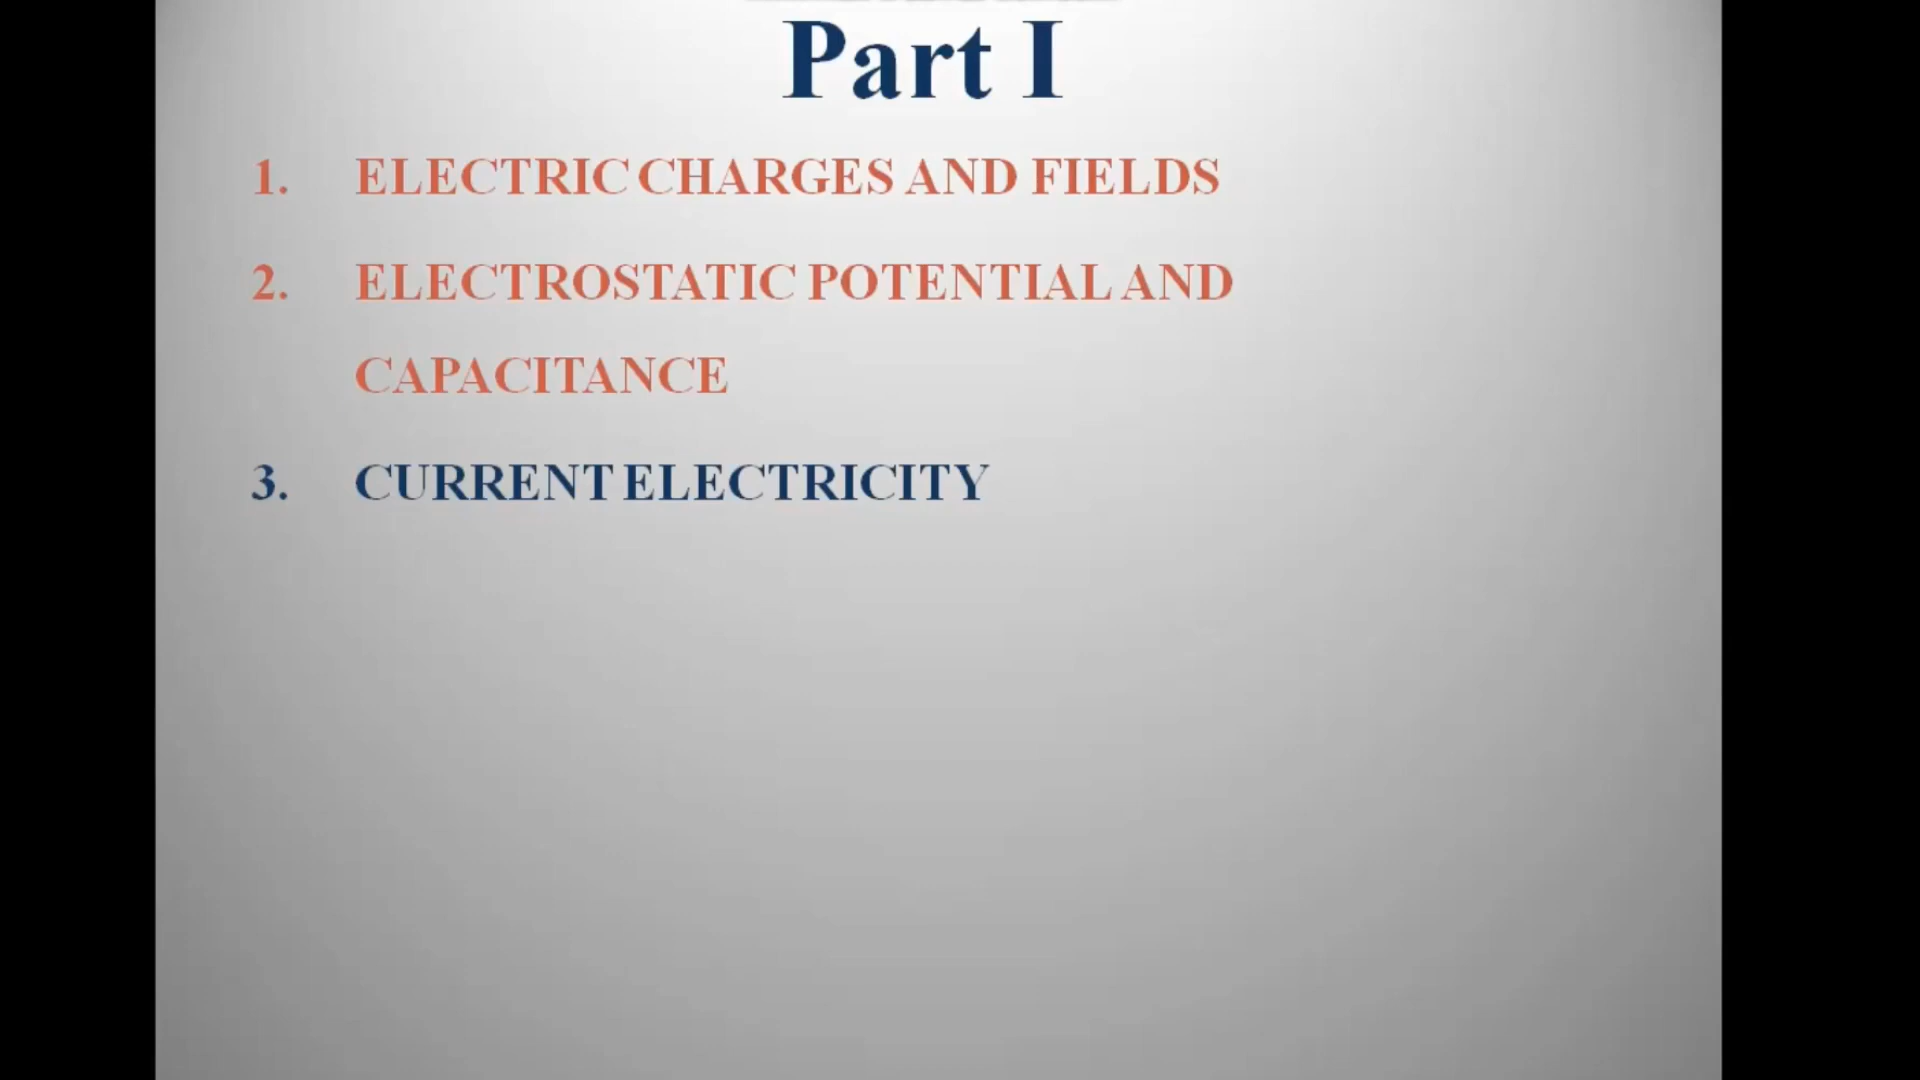 Part I
1. ELECTRIC CHARGES AND FIELDS
2. ELECTROSTATIC POTENTIAL AND
CAPACITANCE
3. CURRENT ELECTRICITY